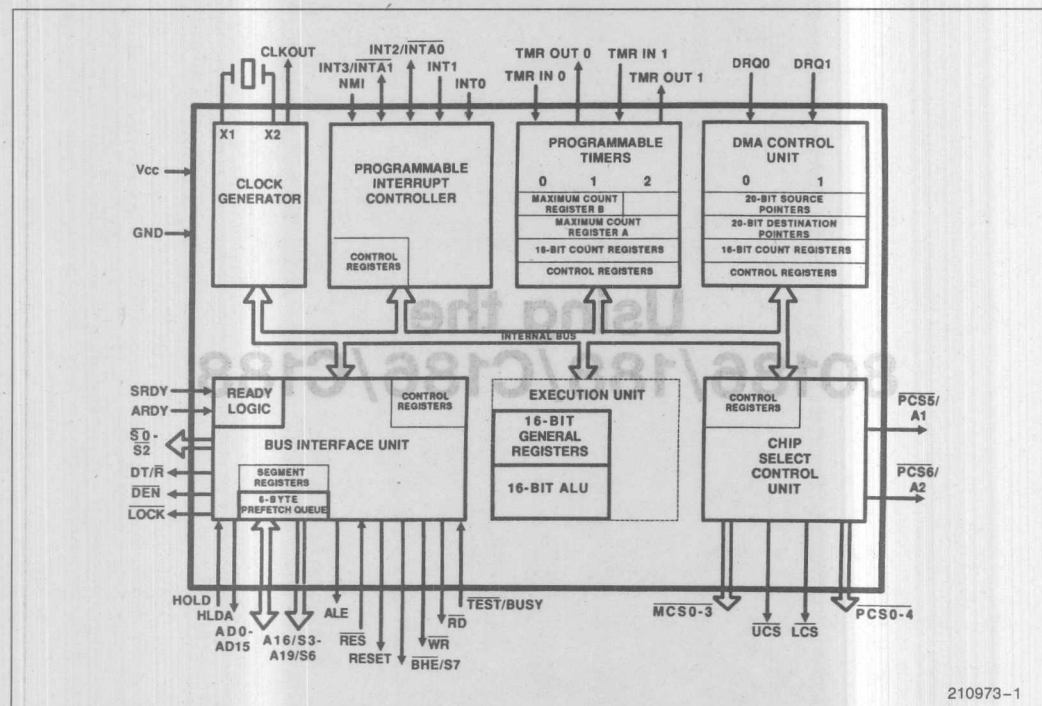 CLKOUT
INT2/INTA0
INT3/INTA1
INT1
NMI
INT0
TMR OUT 0
TMR IN 1
TMR IN 0
TMR OUT 1
DRQ0
DRQ1
X1
X2
CLOCK
GENERATOR
Vcc
GND
PROGRAMMABLE
INTERRUPT
CONTROLLER
CONTROL
REGISTERS
PROGRAMMABLE
TIMERS
0 1 2
MAXIMUM COUNT
REGISTER B
MAXIMUM COUNT
REGISTER A
16-BIT COUNT REGISTERS
CONTROL REGISTERS
DMA CONTROL
UNIT
0 1
20-BIT SOURCE
POINTERS
20-BIT DESTINATION
POINTERS
16-BIT COUNT REGISTERS
CONTROL REGISTERS
Using the
80186/188/C186/C188
INTERNAL BUS
SRDY
ARDY
S0-
S2
DT/R
DEN
LOCK
READY
LOGIC
CONTROL
REGISTERS
BUS INTERFACE UNIT
SEGMENT
REGISTERS
6-BYTE
PREFETCH QUEUE
EXECUTION UNIT
16-BIT
GENERAL
REGISTERS
16-BIT ALU
CONTROL
REGISTERS
CHIP
SELECT
CONTROL
UNIT
PCS5/
A1
PCS6/
A2
HOLD
HLDA
AD0-
AD15
A16/S3-
A19/S6
ALE
RES
RESET
BHE/S7
WR
RD
TEST/BUSY
MCS0-3
UCS
LCS
PCS0-4
210973-1